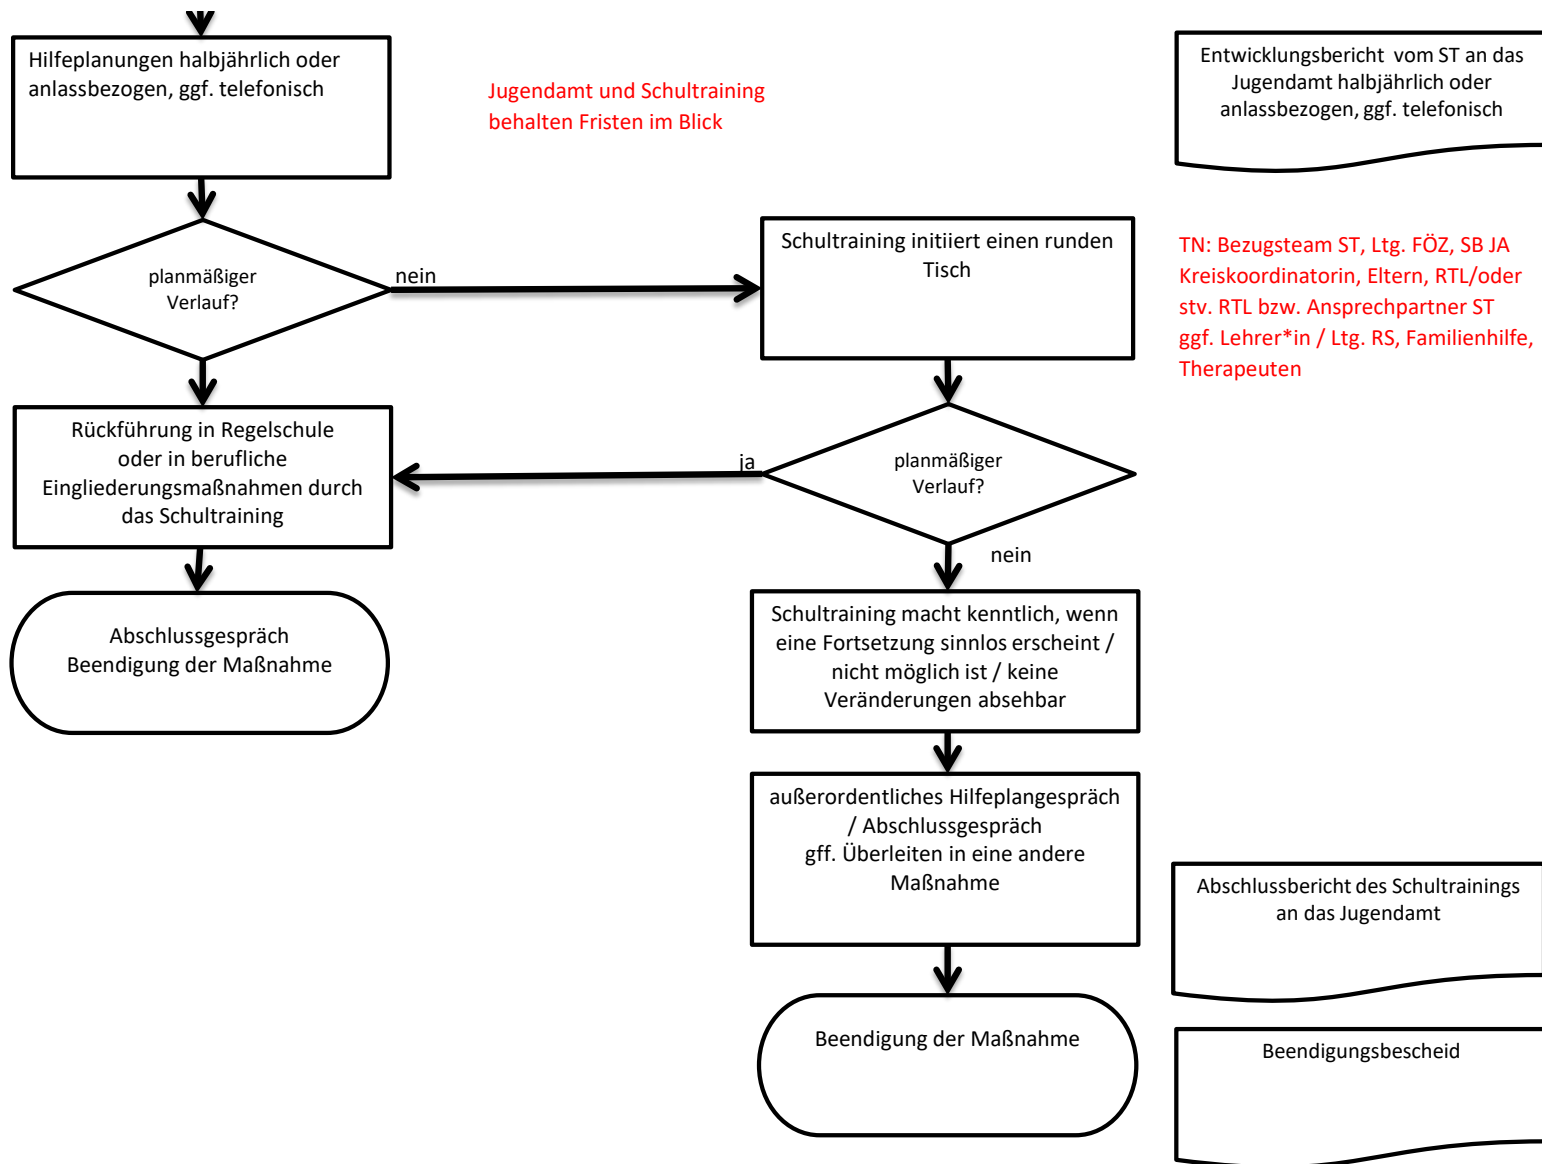 Hilfeplanungen halbjährlich oder
anlassbezogen, ggf. telefonisch
Jugendamt und Schultraining
behalten Fristen im Blick
Entwicklungsbericht vom ST an das
Jugendamt halbjährlich oder
anlassbezogen, ggf. telefonisch
planmäßiger
Verlauf?
nein
Schultraining initiiert einen runden
Tisch
TN: Bezugsteam ST, Ltg. FÖZ, SB JA
Kreiskoordinatorin, Eltern, RTL/oder
stv. RTL bzw. Ansprechpartner ST
ggf. Lehrer*in / Ltg. RS, Familienhilfe,
Therapeuten
Rückführung in Regelschule
oder in berufliche
Eingliederungsmaßnahmen durch
das Schultraining
ja
planmäßiger
Verlauf?
nein
Abschlussgespräch
Beendigung der Maßnahme
Schultraining macht kenntlich, wenn
eine Fortsetzung sinnlos erscheint /
nicht möglich ist / keine
Veränderungen absehbar
außerordentliches Hilfeplangespräch
/ Abschlussgespräch
gff. Überleiten in eine andere
Maßnahme
Abschlussbericht des Schultrainings
an das Jugendamt
Beendigung der Maßnahme
Beendigungsbescheid